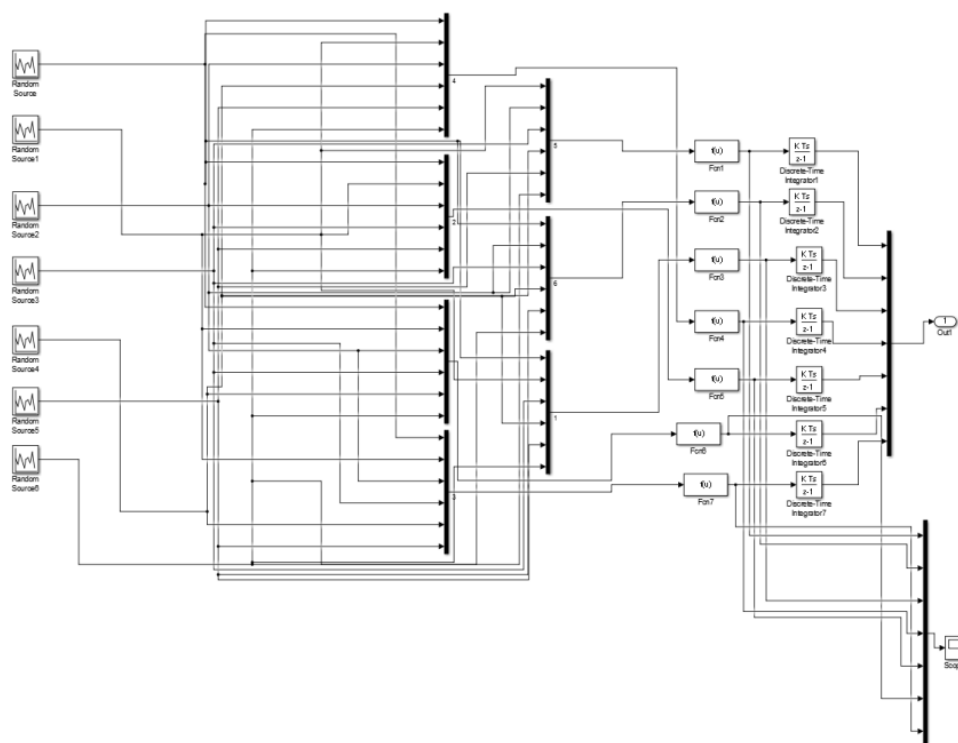 Random
Source
Random
Source1
Random
Source2
Random
Source3
Random
Source4
Random
Source5
Random
Source6
4
5
2
6
1
3
f(u)
Fcn1
f(u)
Fcn2
f(u)
Fcn3
f(u)
Fcn4
f(u)
f(u)
f(u)
Fcn7
K Ts
z-1
Discrete-Time
Integrator1
K Ts
z-1
Discrete-Time
Integrator2
K Ts
z-1
Discrete-Time
Integrator3
K Ts
z-1
Discrete-Time
Integrator4
K Ts
z-1
Discrete-Time
Integrator5
K Ts
z-1
Discrete-Time
Integrator6
K Ts
z-1
Discrete-Time
Integrator7
1
Out1